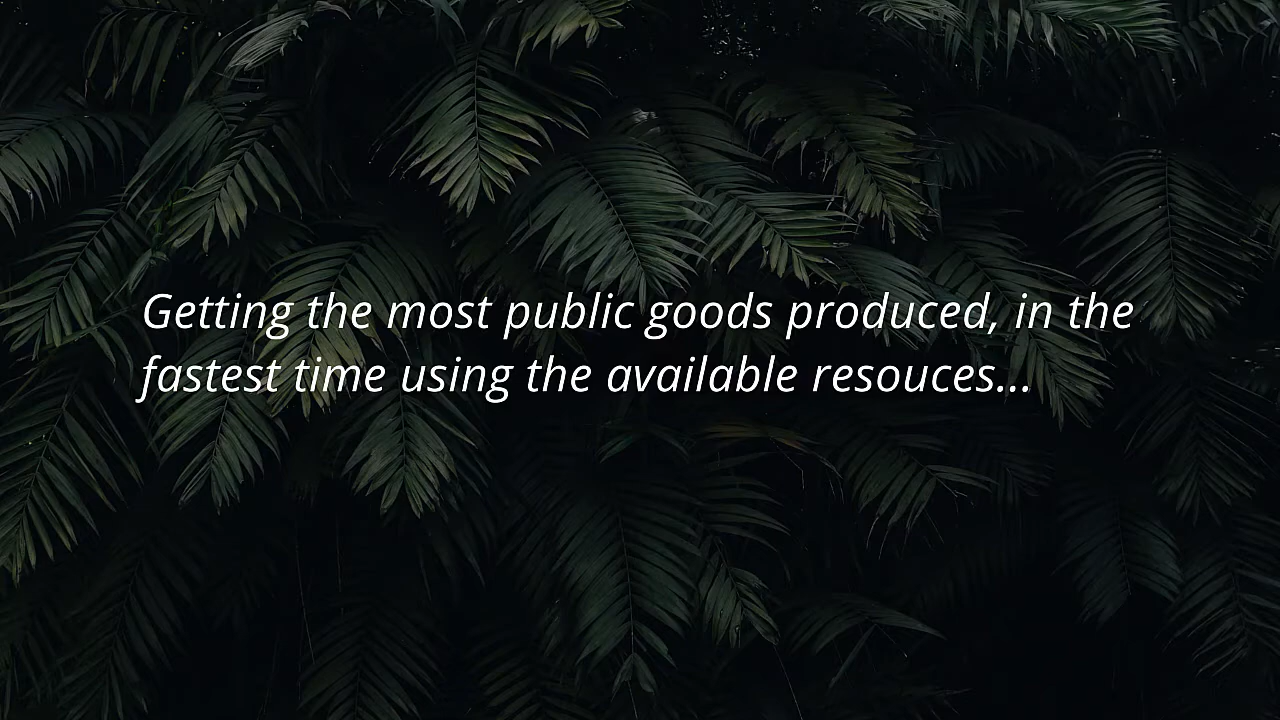 Getting the most public goods produced, in the
fastest time using the available resouces...